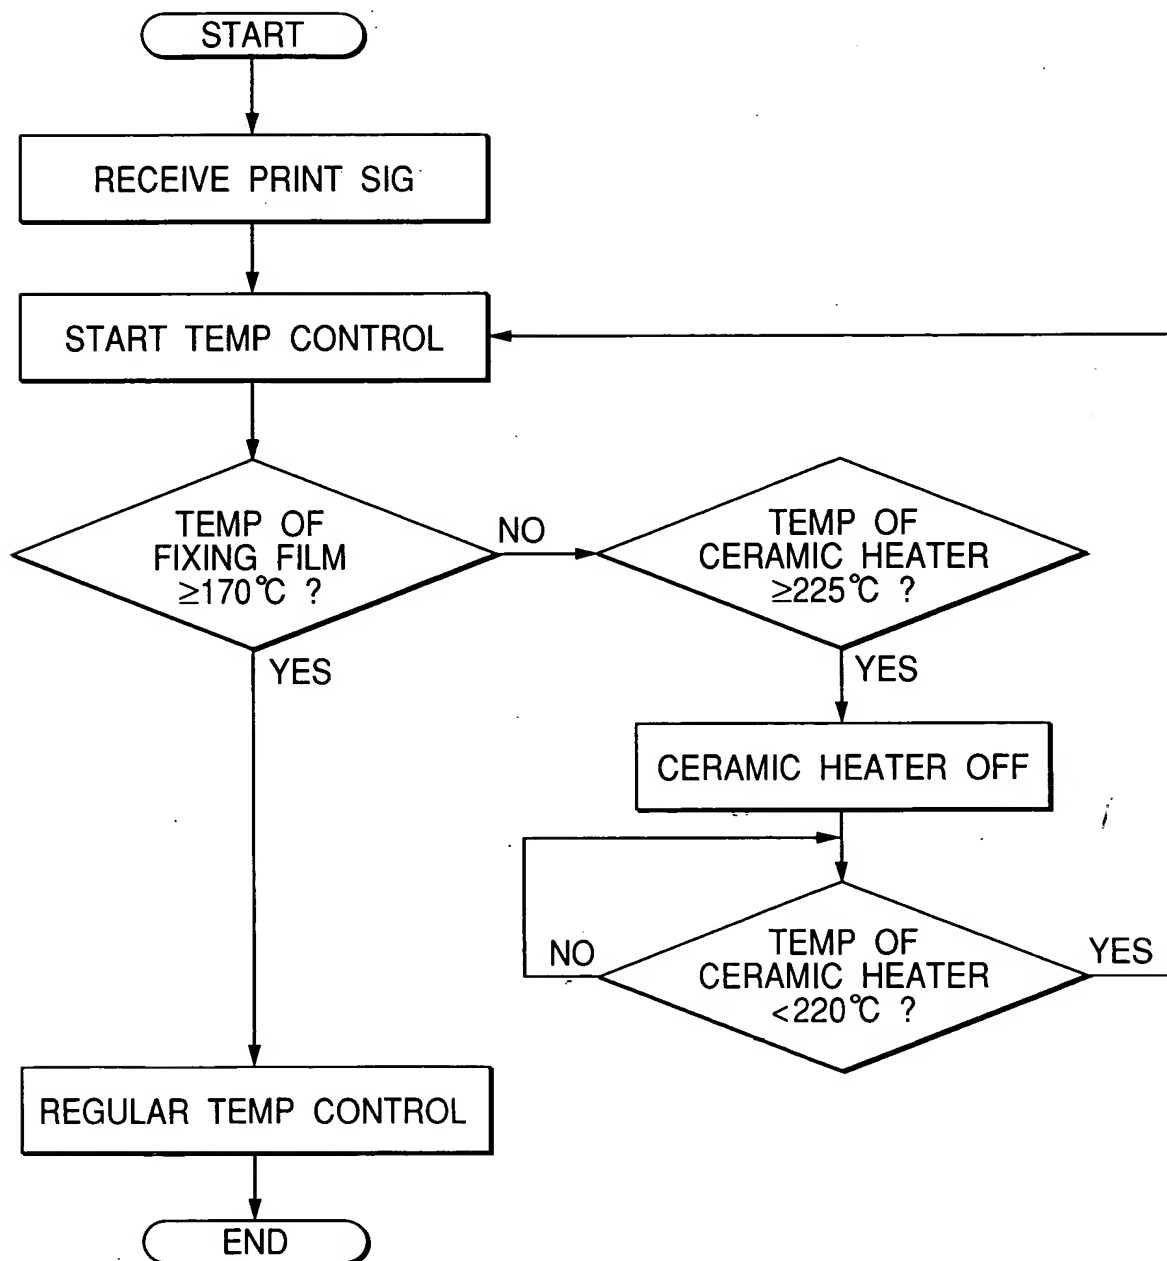 START
RECEIVE PRINT SIG
START TEMP CONTROL
TEMP OF
FIXING FILM
≥170°C ?
NO
YES
TEMP OF
CERAMIC HEATER
≥225°C ?
YES
CERAMIC HEATER OFF
TEMP OF
CERAMIC HEATER
<220°C ?
NO
YES
REGULAR TEMP CONTROL
END